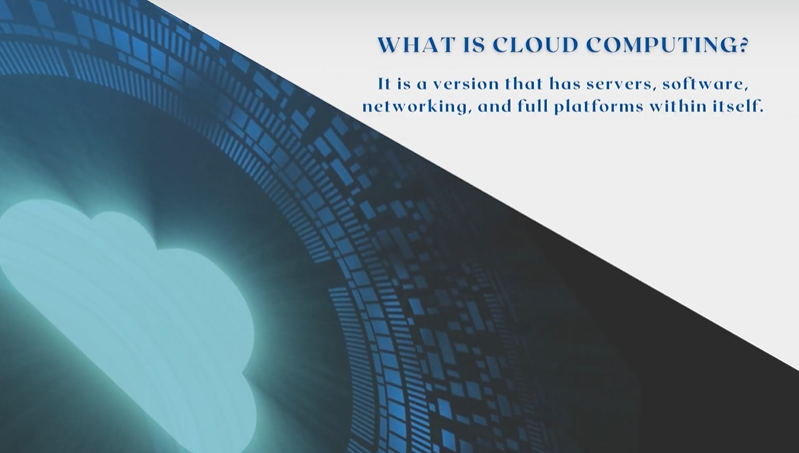 WHAT IS CLOUD COMPUTING?
It is a version that has servers, software,
networking, and full platforms within itself.